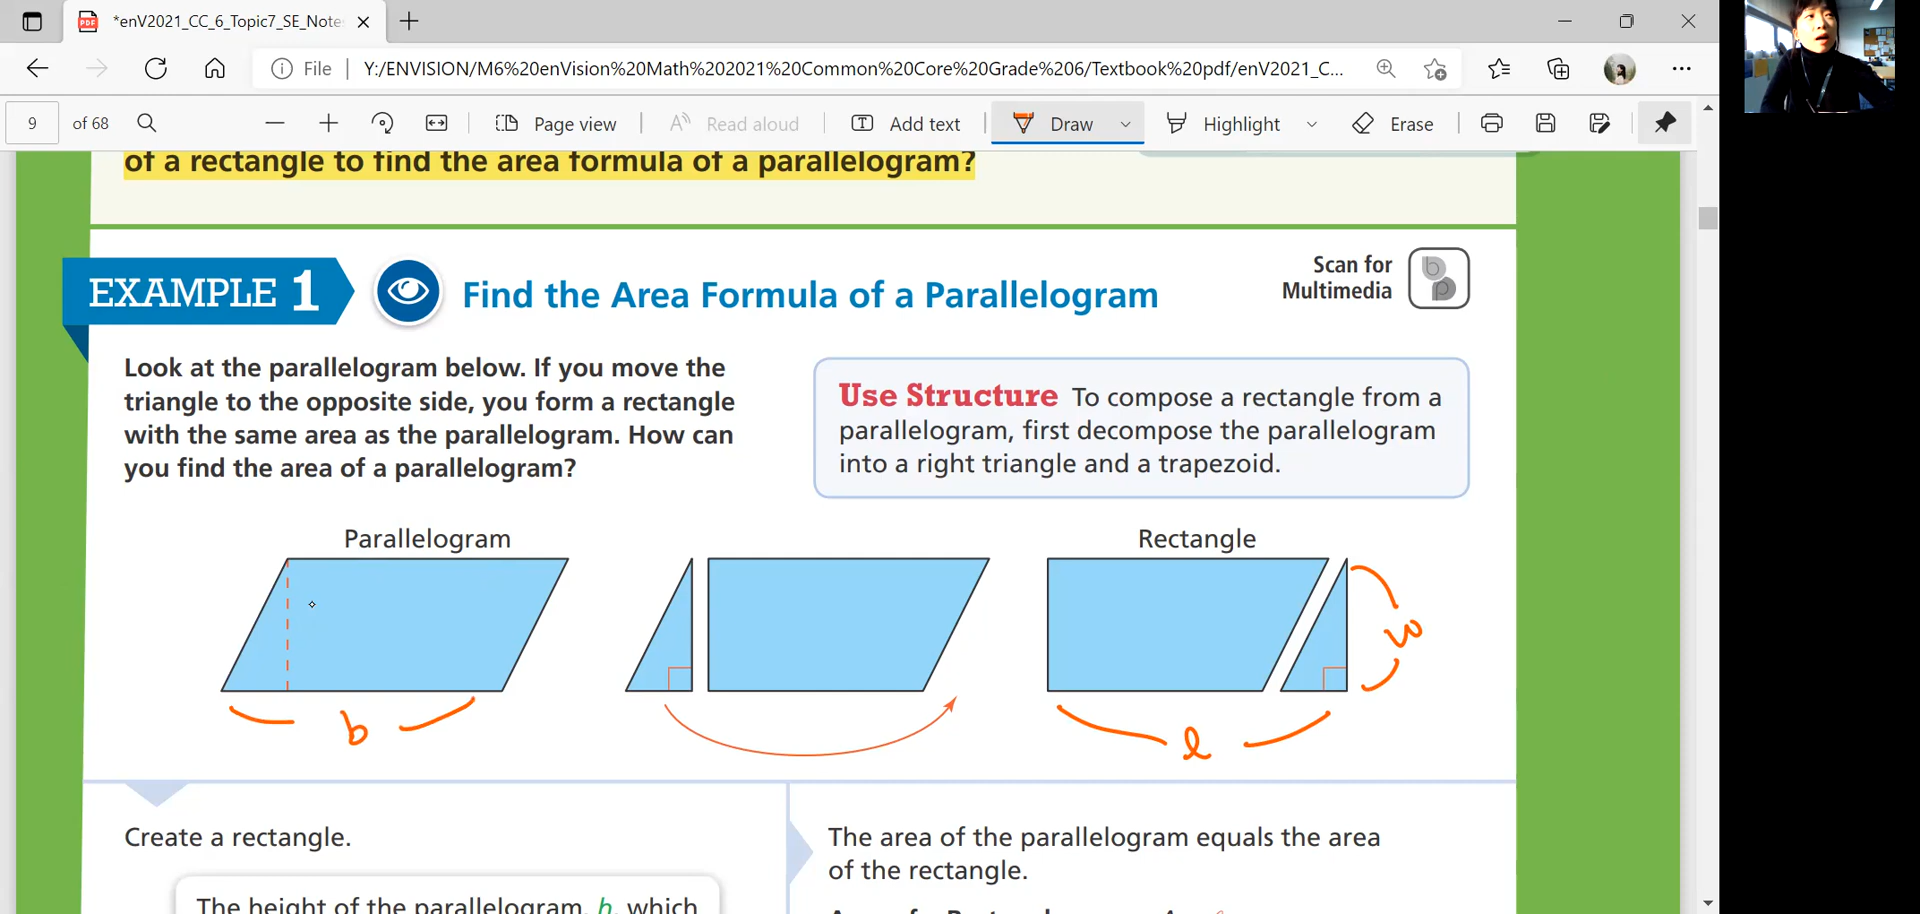 *enV2021_CC_6_Topic7_SE_Note
File
Y:/ENVISION/M6%20enVision%20Math%202021%20Common%20Core%20Grade%206/Textbook%20pdf/enV2021_C...
9 of 68
Page view
Read aloud
Add text
Draw
Highlight
Erase
of a rectangle to find the area formula of a parallelogram?
EXAMPLE 1
Find the Area Formula of a Parallelogram
Scan for
Multimedia
Look at the parallelogram below. If you move the
triangle to the opposite side, you form a rectangle
with the same area as the parallelogram. How can
you find the area of a parallelogram?
Use Structure To compose a rectangle from a
parallelogram, first decompose the parallelogram
into a right triangle and a trapezoid.
Parallelogram
Rectangle
w
b
l
Create a rectangle.
The height of the parallelogram, h, which
The area of the parallelogram equals the area
of the rectangle.